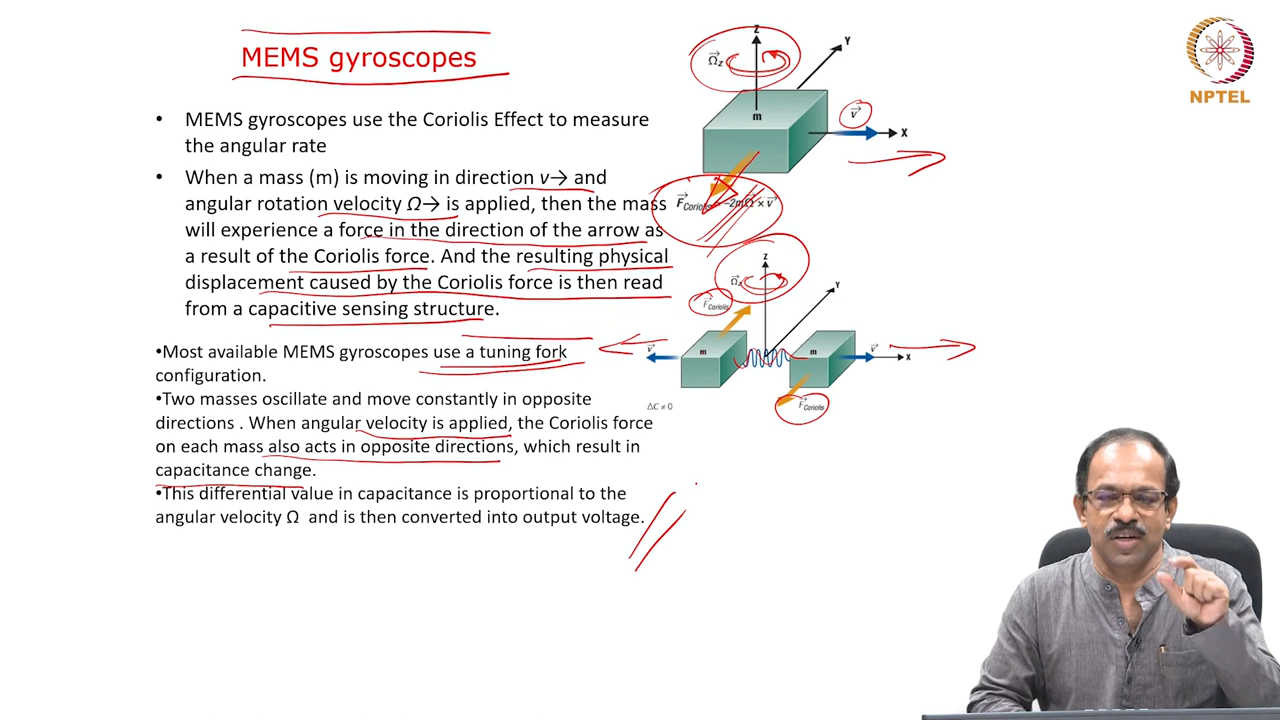 MEMS gyroscopes
• MEMS gyroscopes use the Coriolis Effect to measure
the angular rate
• When a mass (m) is moving in direction v→ and
angular rotation velocity Ω→ is applied, then the mass
will experience a force in the direction of the arrow as
a result of the Coriolis force. And the resulting physical
displacement caused by the Coriolis force is then read
from a capacitive sensing structure.
•Most available MEMS gyroscopes use a tuning fork
configuration.
•Two masses oscillate and move constantly in opposite
directions . When angular velocity is applied, the Coriolis force
on each mass also acts in opposite directions, which result in
capacitance change.
•This differential value in capacitance is proportional to the
angular velocity Ω and is then converted into output voltage.
Z
Y
Ω⃗z
m
v⃗
X
F⃗Coriolis = −2mΩ⃗ × v⃗
Z
Y
Ω⃗z
F⃗Coriolis
v⃗
m
m
v⃗
X
ΔC ≠ 0
F⃗Coriolis
NPTEL